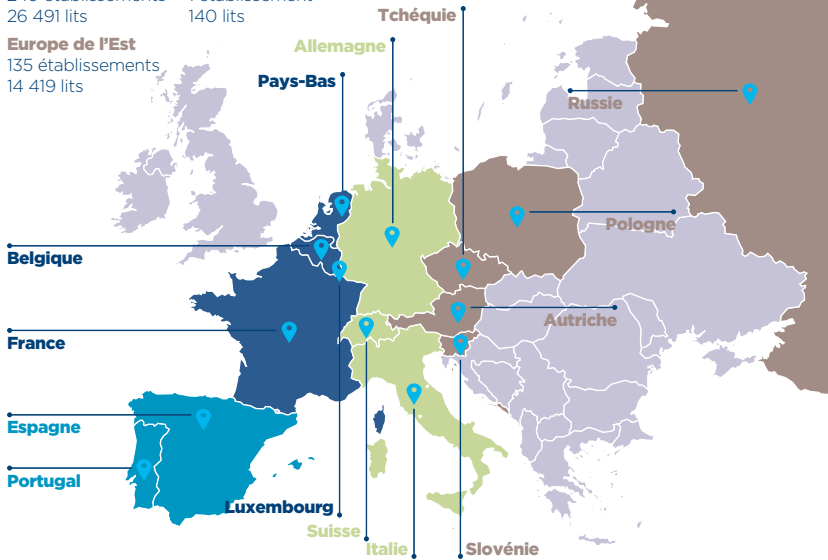 26 491 lits
140 lits
Europe de l'Est
135 établissements
14 419 lits
Tchéquie
Allemagne
Pays-Bas
Russie
Pologne
Belgique
Autriche
France
Espagne
Portugal
Luxembourg
Suisse
Italie
Slovénie